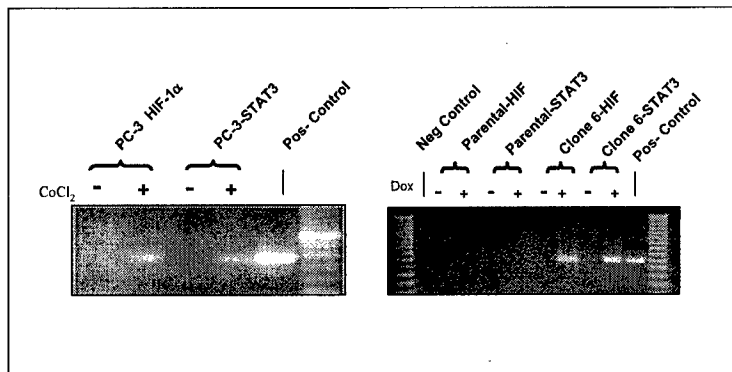 PC-3 HIF-1α
PC-3-STAT3
Pos- Control
CoCl2
- + - +
Neg Control
Parental-HIF
Parental-STAT3
Clone 6-HIF
Clone 6-STAT3
Pos- Control
Dox
- + - + - + - +